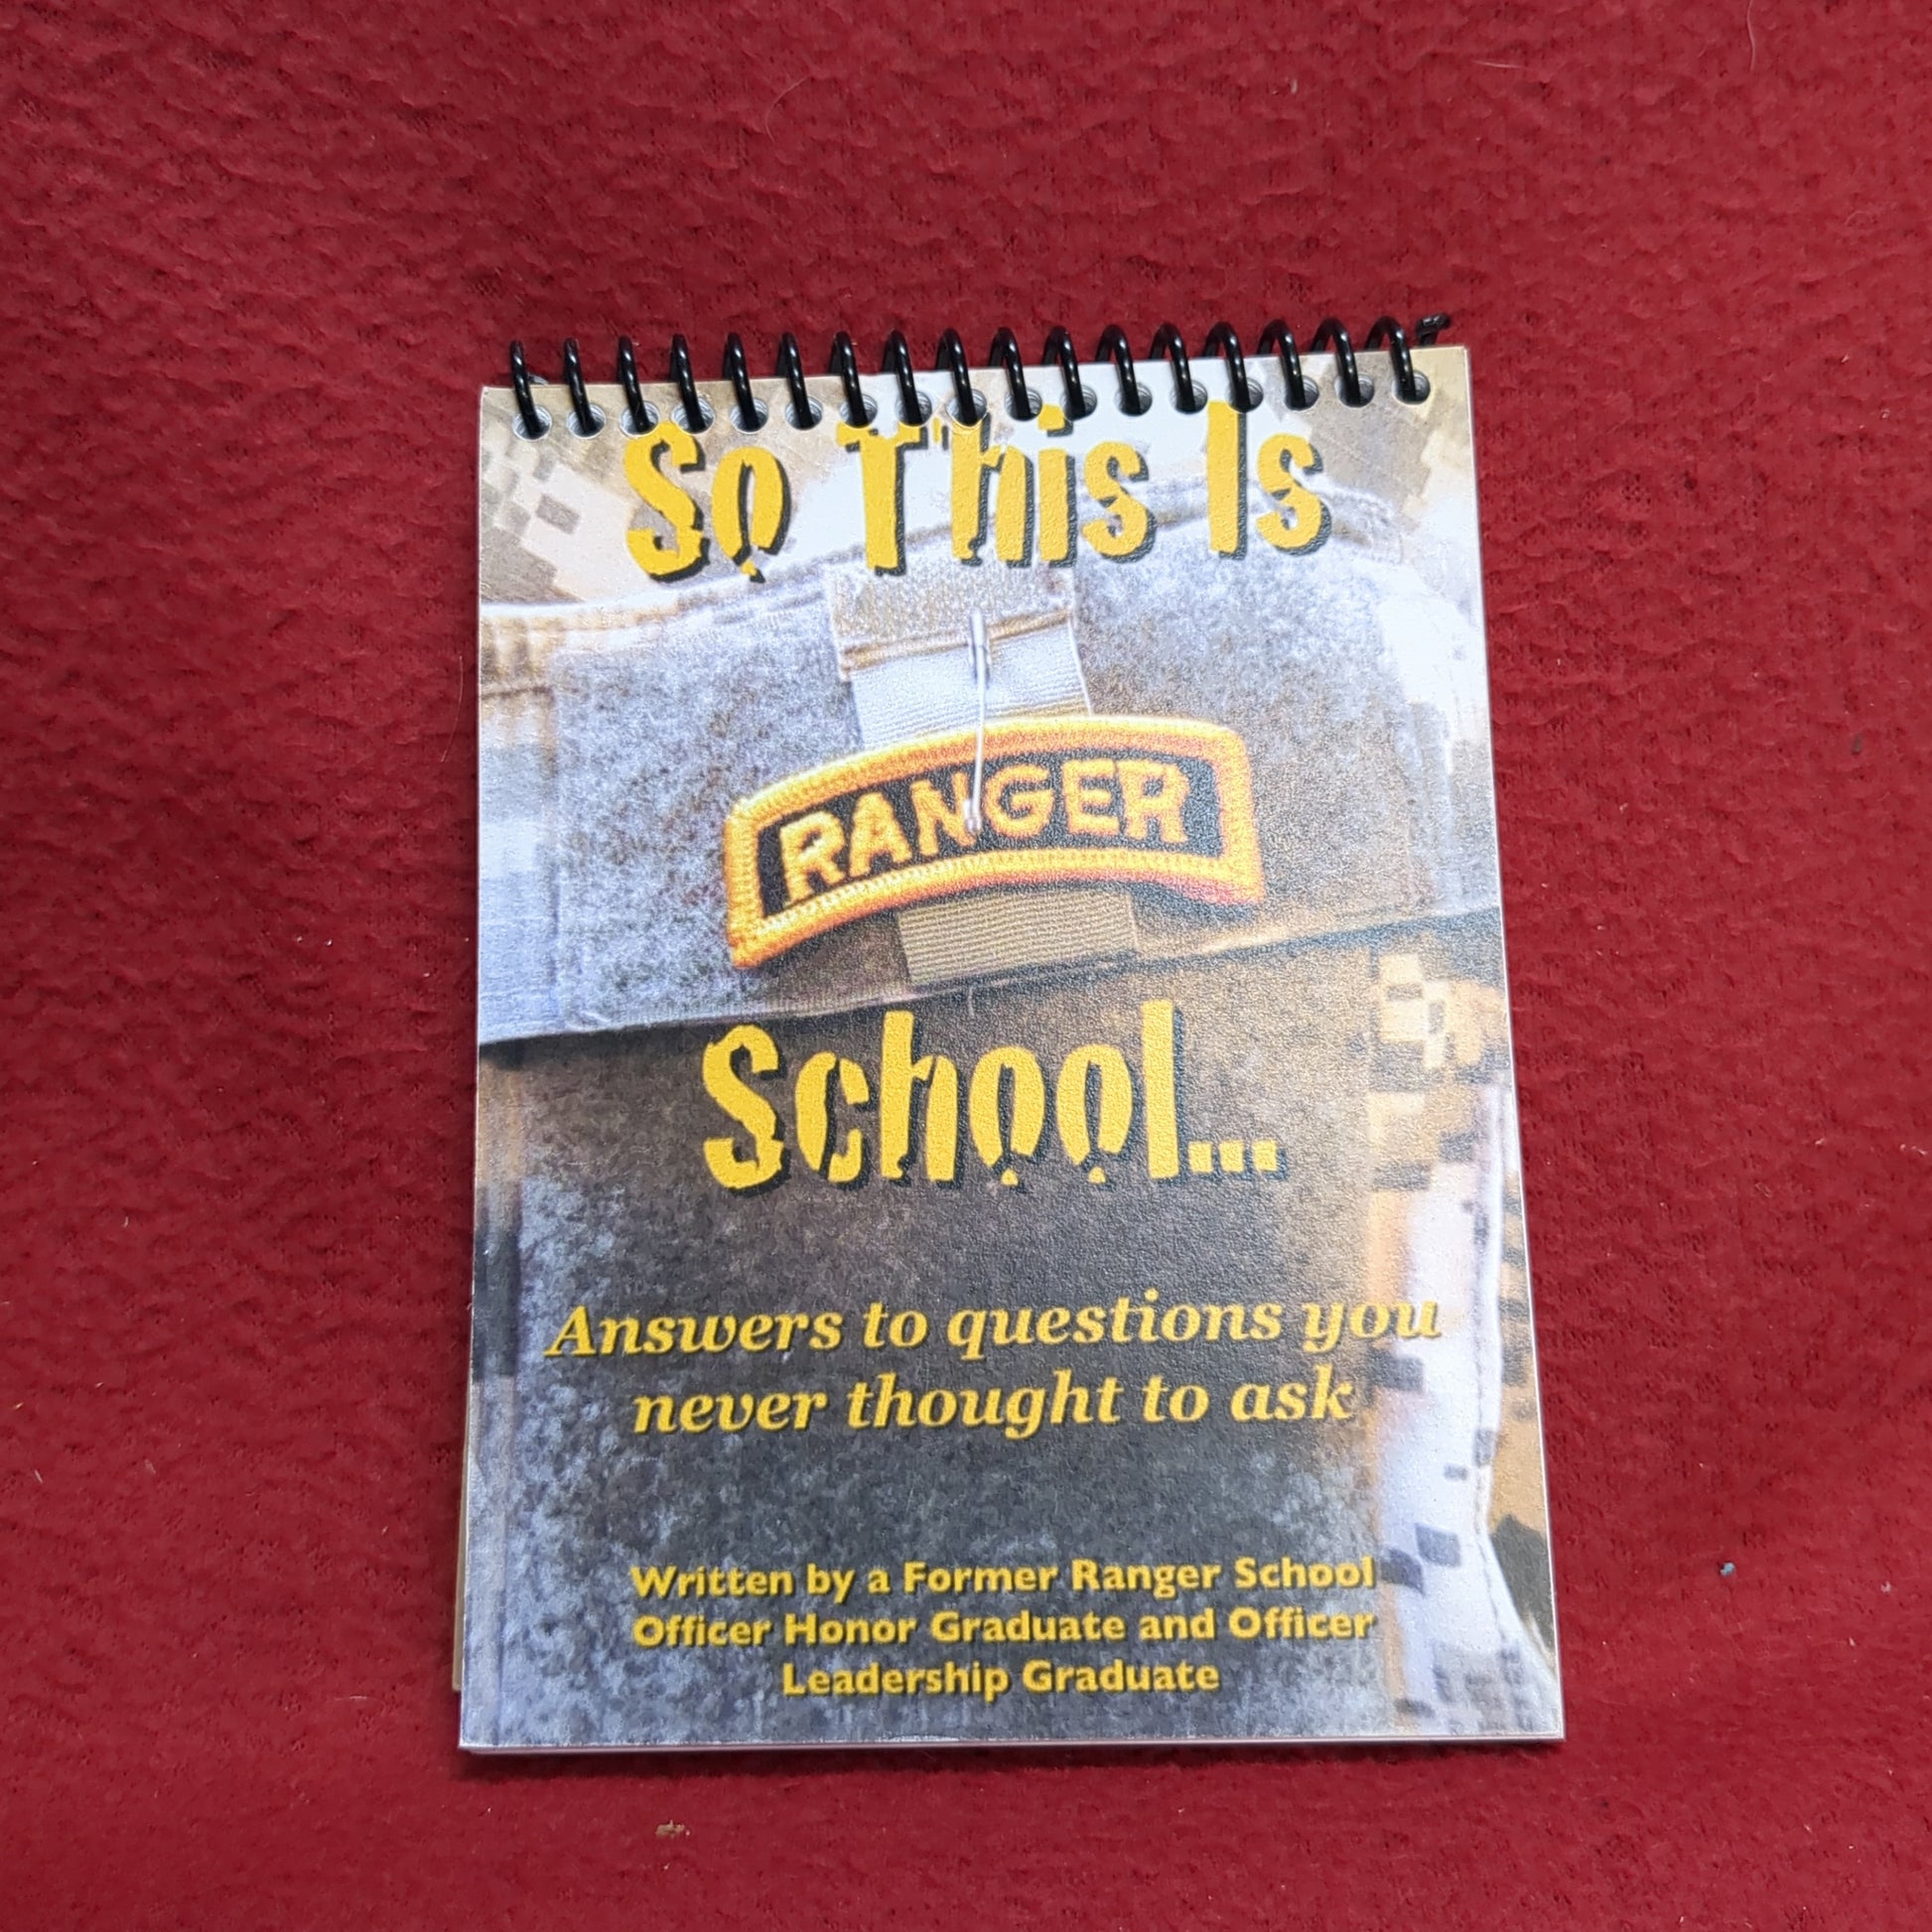 So This Is
RANGER
School...
Answers to questions you
never thought to ask
Written by a Former Ranger School
Officer Honor Graduate and Officer
Leadership Graduate